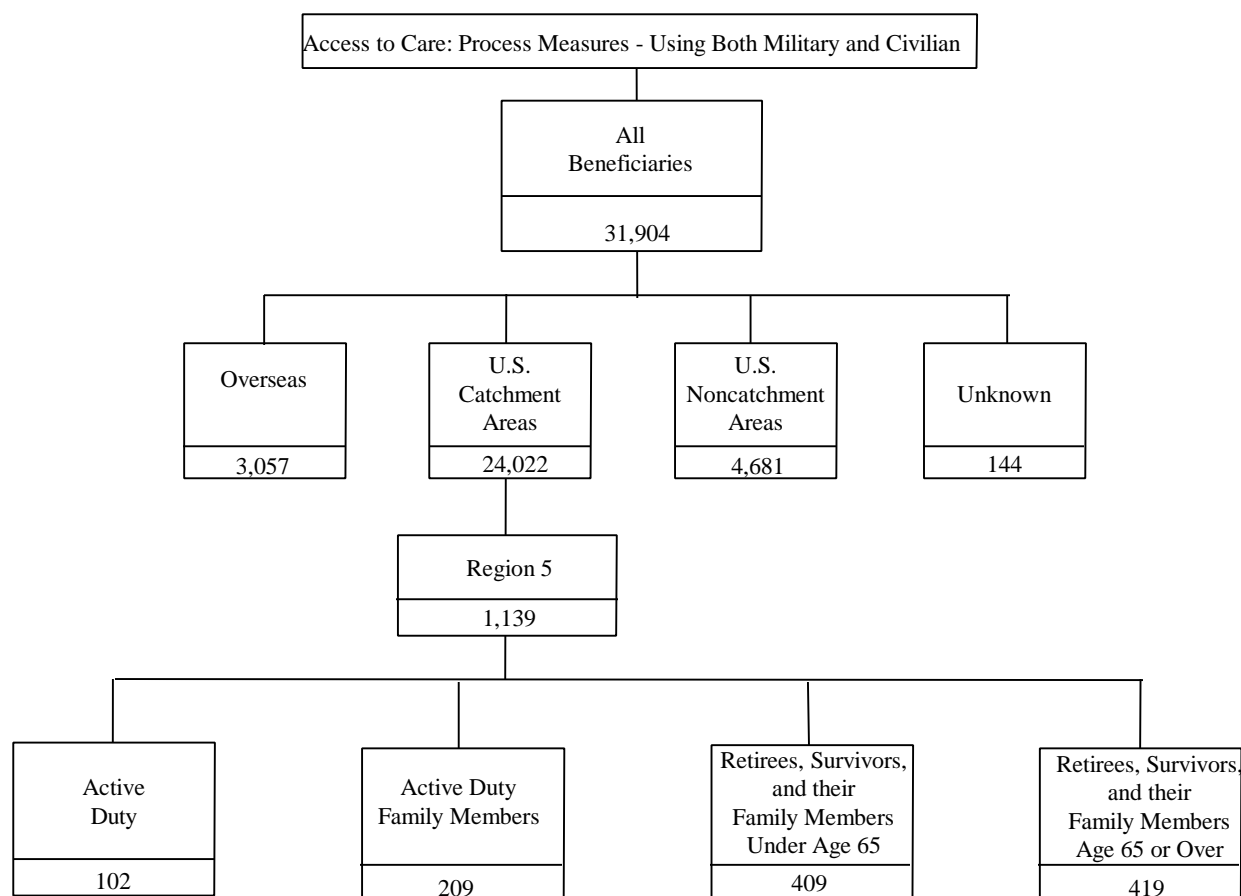 Access to Care: Process Measures - Using Both Military and Civilian
All
Beneficiaries
31,904
Overseas
3,057
U.S.
Catchment
Areas
24,022
U.S.
Noncatchment
Areas
4,681
Unknown
144
Region 5
1,139
Active
Duty
102
Active Duty
Family Members
209
Retirees, Survivors,
and their
Family Members
Under Age 65
409
Retirees, Survivors,
and their
Family Members
Age 65 or Over
419